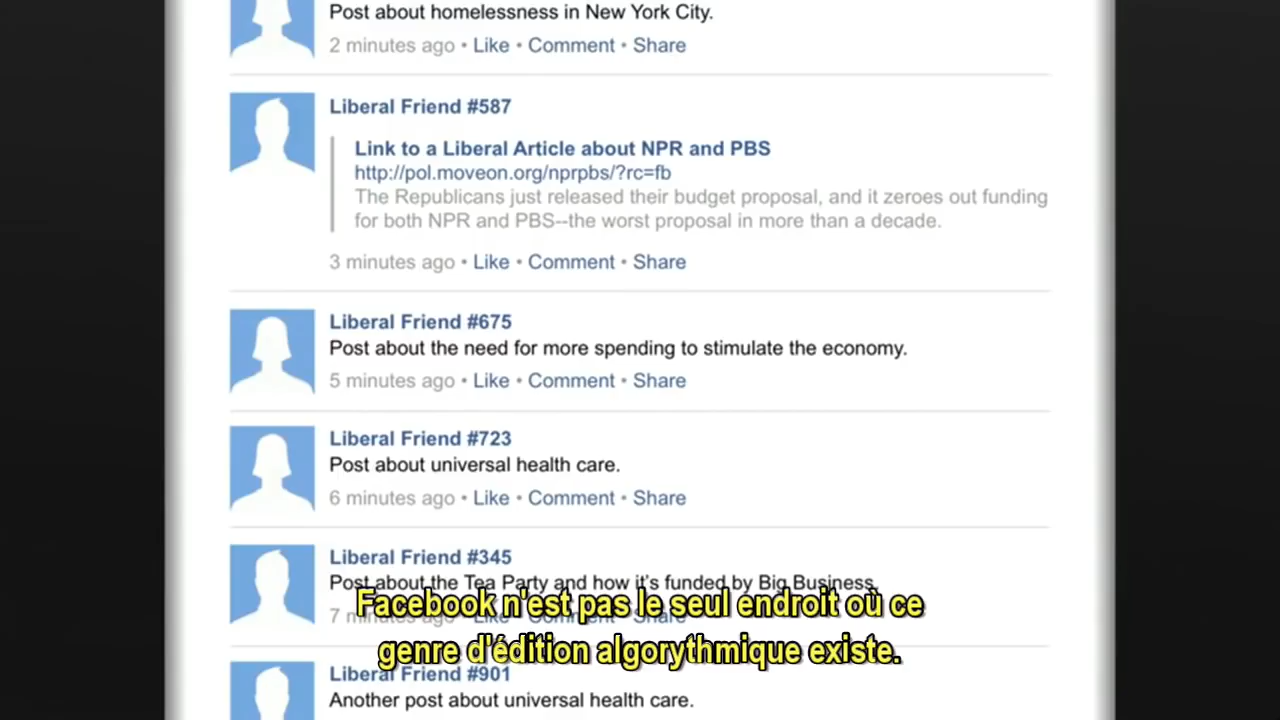 Post about homelessness in New York City.
2 minutes ago • Like • Comment • Share
Liberal Friend #587
Link to a Liberal Article about NPR and PBS
http://pol.moveon.org/nprpbs/?rc=fb
The Republicans just released their budget proposal, and it zeroes out funding
for both NPR and PBS--the worst proposal in more than a decade.
3 minutes ago • Like • Comment • Share
Liberal Friend #675
Post about the need for more spending to stimulate the economy.
5 minutes ago • Like • Comment • Share
Liberal Friend #723
Post about universal health care.
6 minutes ago • Like • Comment • Share
Liberal Friend #345
Post about the Tea Party and how it's funded by Big Business.
7 minutes ago • Like • Comment • Share
Facebook n'est pas le seul endroit où ce
genre d'édition algorythmique existe.
Liberal Friend #901
Another post about universal health care.